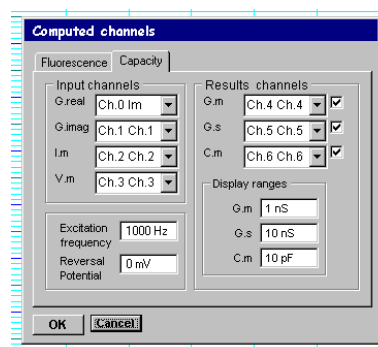 Computed channels
Fluorescence Capacity
Input channels
G.real Ch.0 Im
G.imag Ch.1 Ch.1
I.m Ch.2 Ch.2
V.m Ch.3 Ch.3
Excitation frequency 1000 Hz
Reversal Potential 0 mV
Results channels
G.m Ch.4 Ch.4
G.s Ch.5 Ch.5
C.m Ch.6 Ch.6
Display ranges
G.m 1 nS
G.s 10 nS
C.m 10 pF
OK Cancel